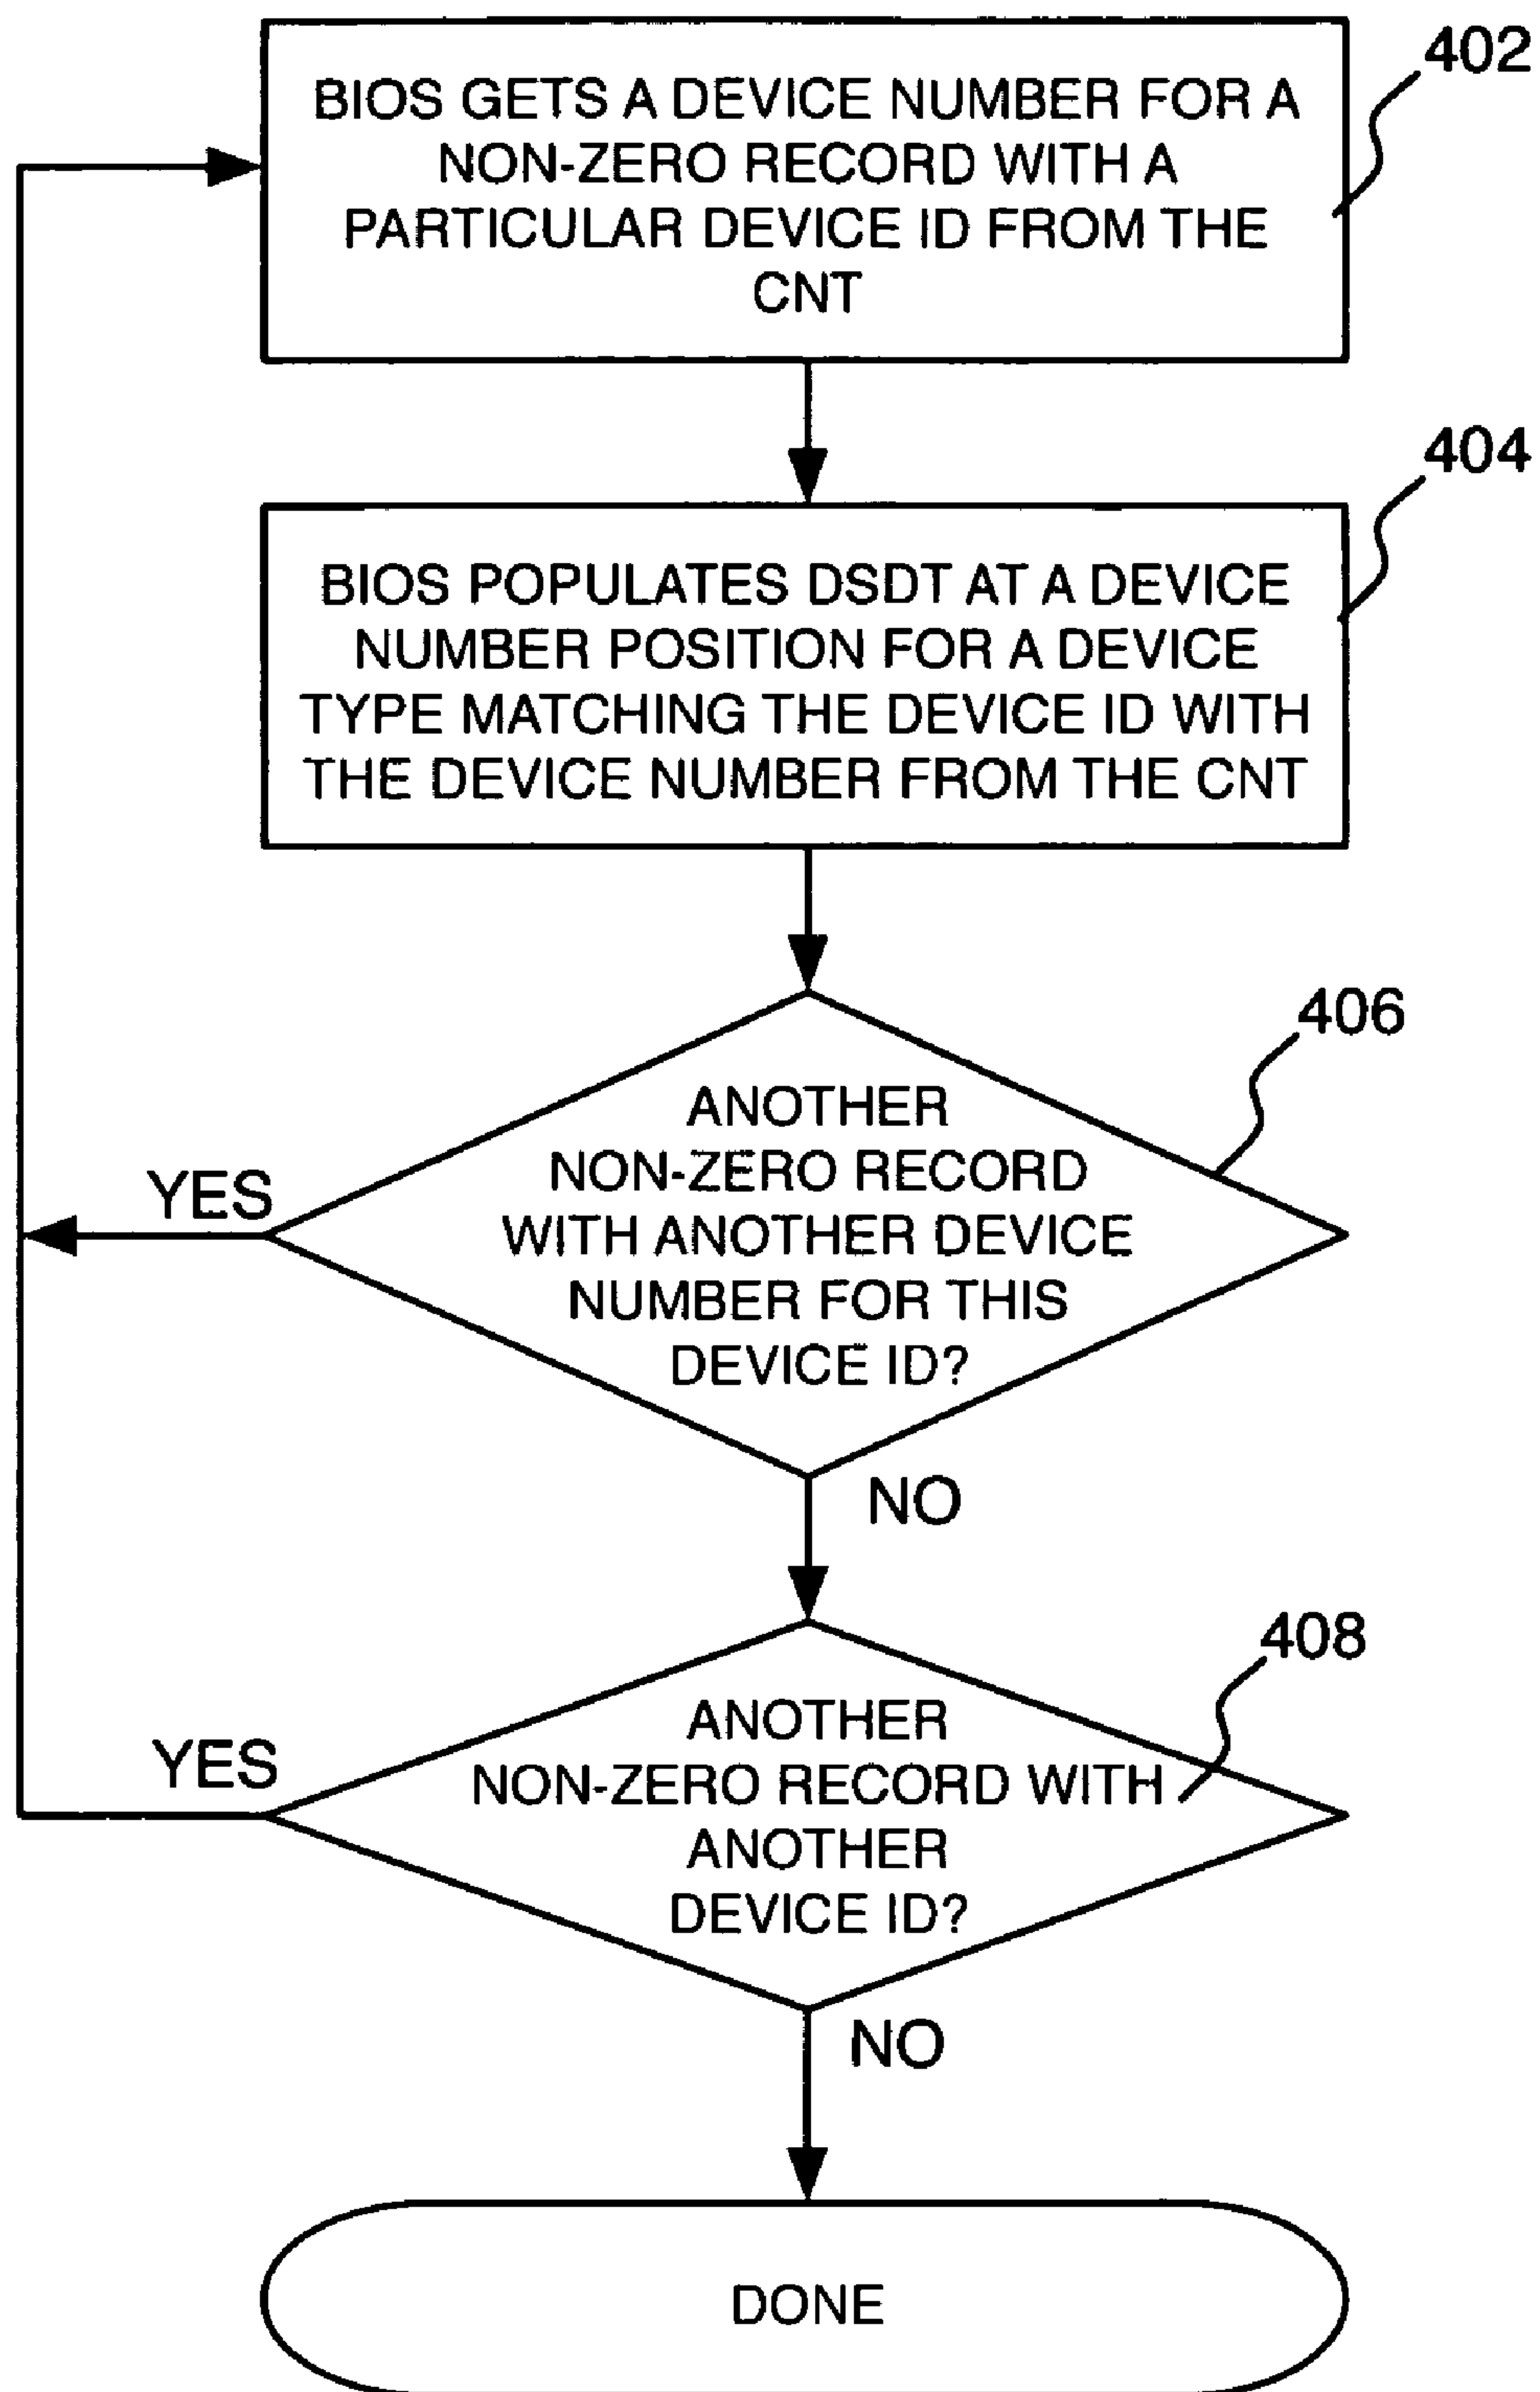 402
BIOS GETS A DEVICE NUMBER FOR A
NON-ZERO RECORD WITH A
PARTICULAR DEVICE ID FROM THE
CNT
404
BIOS POPULATES DSDT AT A DEVICE
NUMBER POSITION FOR A DEVICE
TYPE MATCHING THE DEVICE ID WITH
THE DEVICE NUMBER FROM THE CNT
406
ANOTHER
NON-ZERO RECORD
WITH ANOTHER DEVICE
NUMBER FOR THIS
DEVICE ID?
YES
NO
408
ANOTHER
NON-ZERO RECORD WITH
ANOTHER
DEVICE ID?
YES
NO
DONE